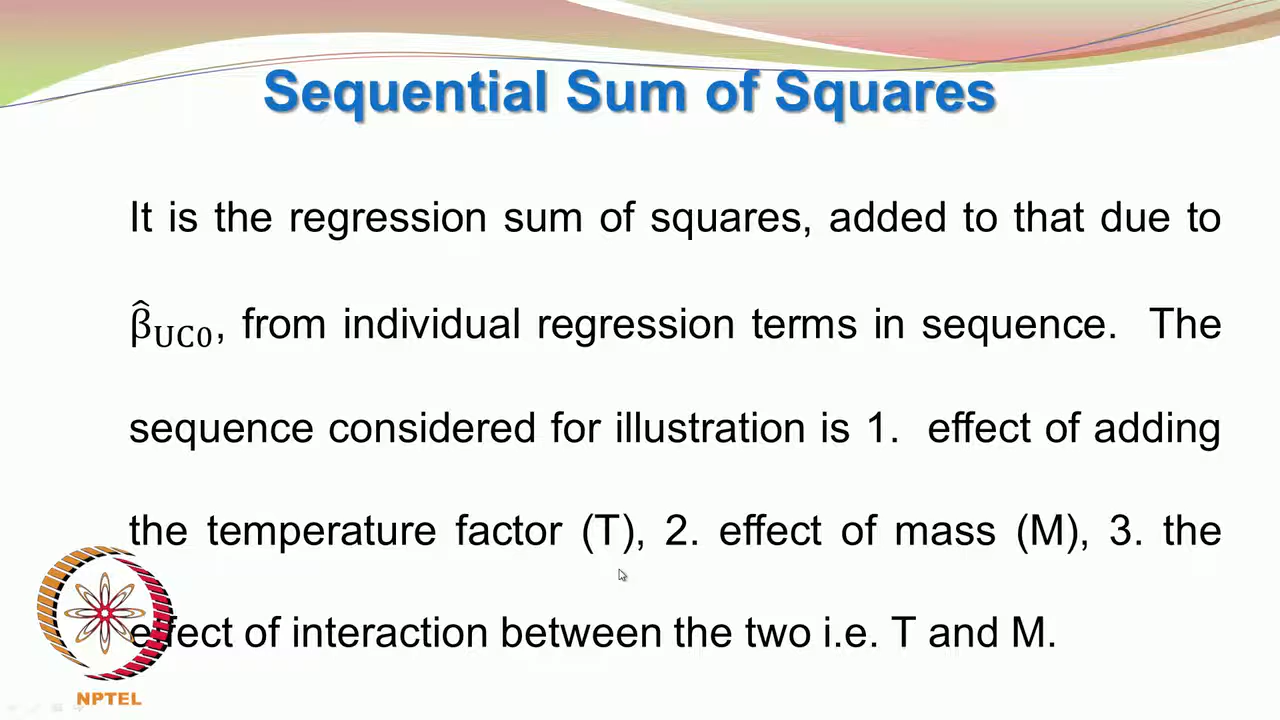 Sequential Sum of Squares
It is the regression sum of squares, added to that due to
β̂UC0, from individual regression terms in sequence. The
sequence considered for illustration is 1. effect of adding
the temperature factor (T), 2. effect of mass (M), 3. the
effect of interaction between the two i.e. T and M.
NPTEL